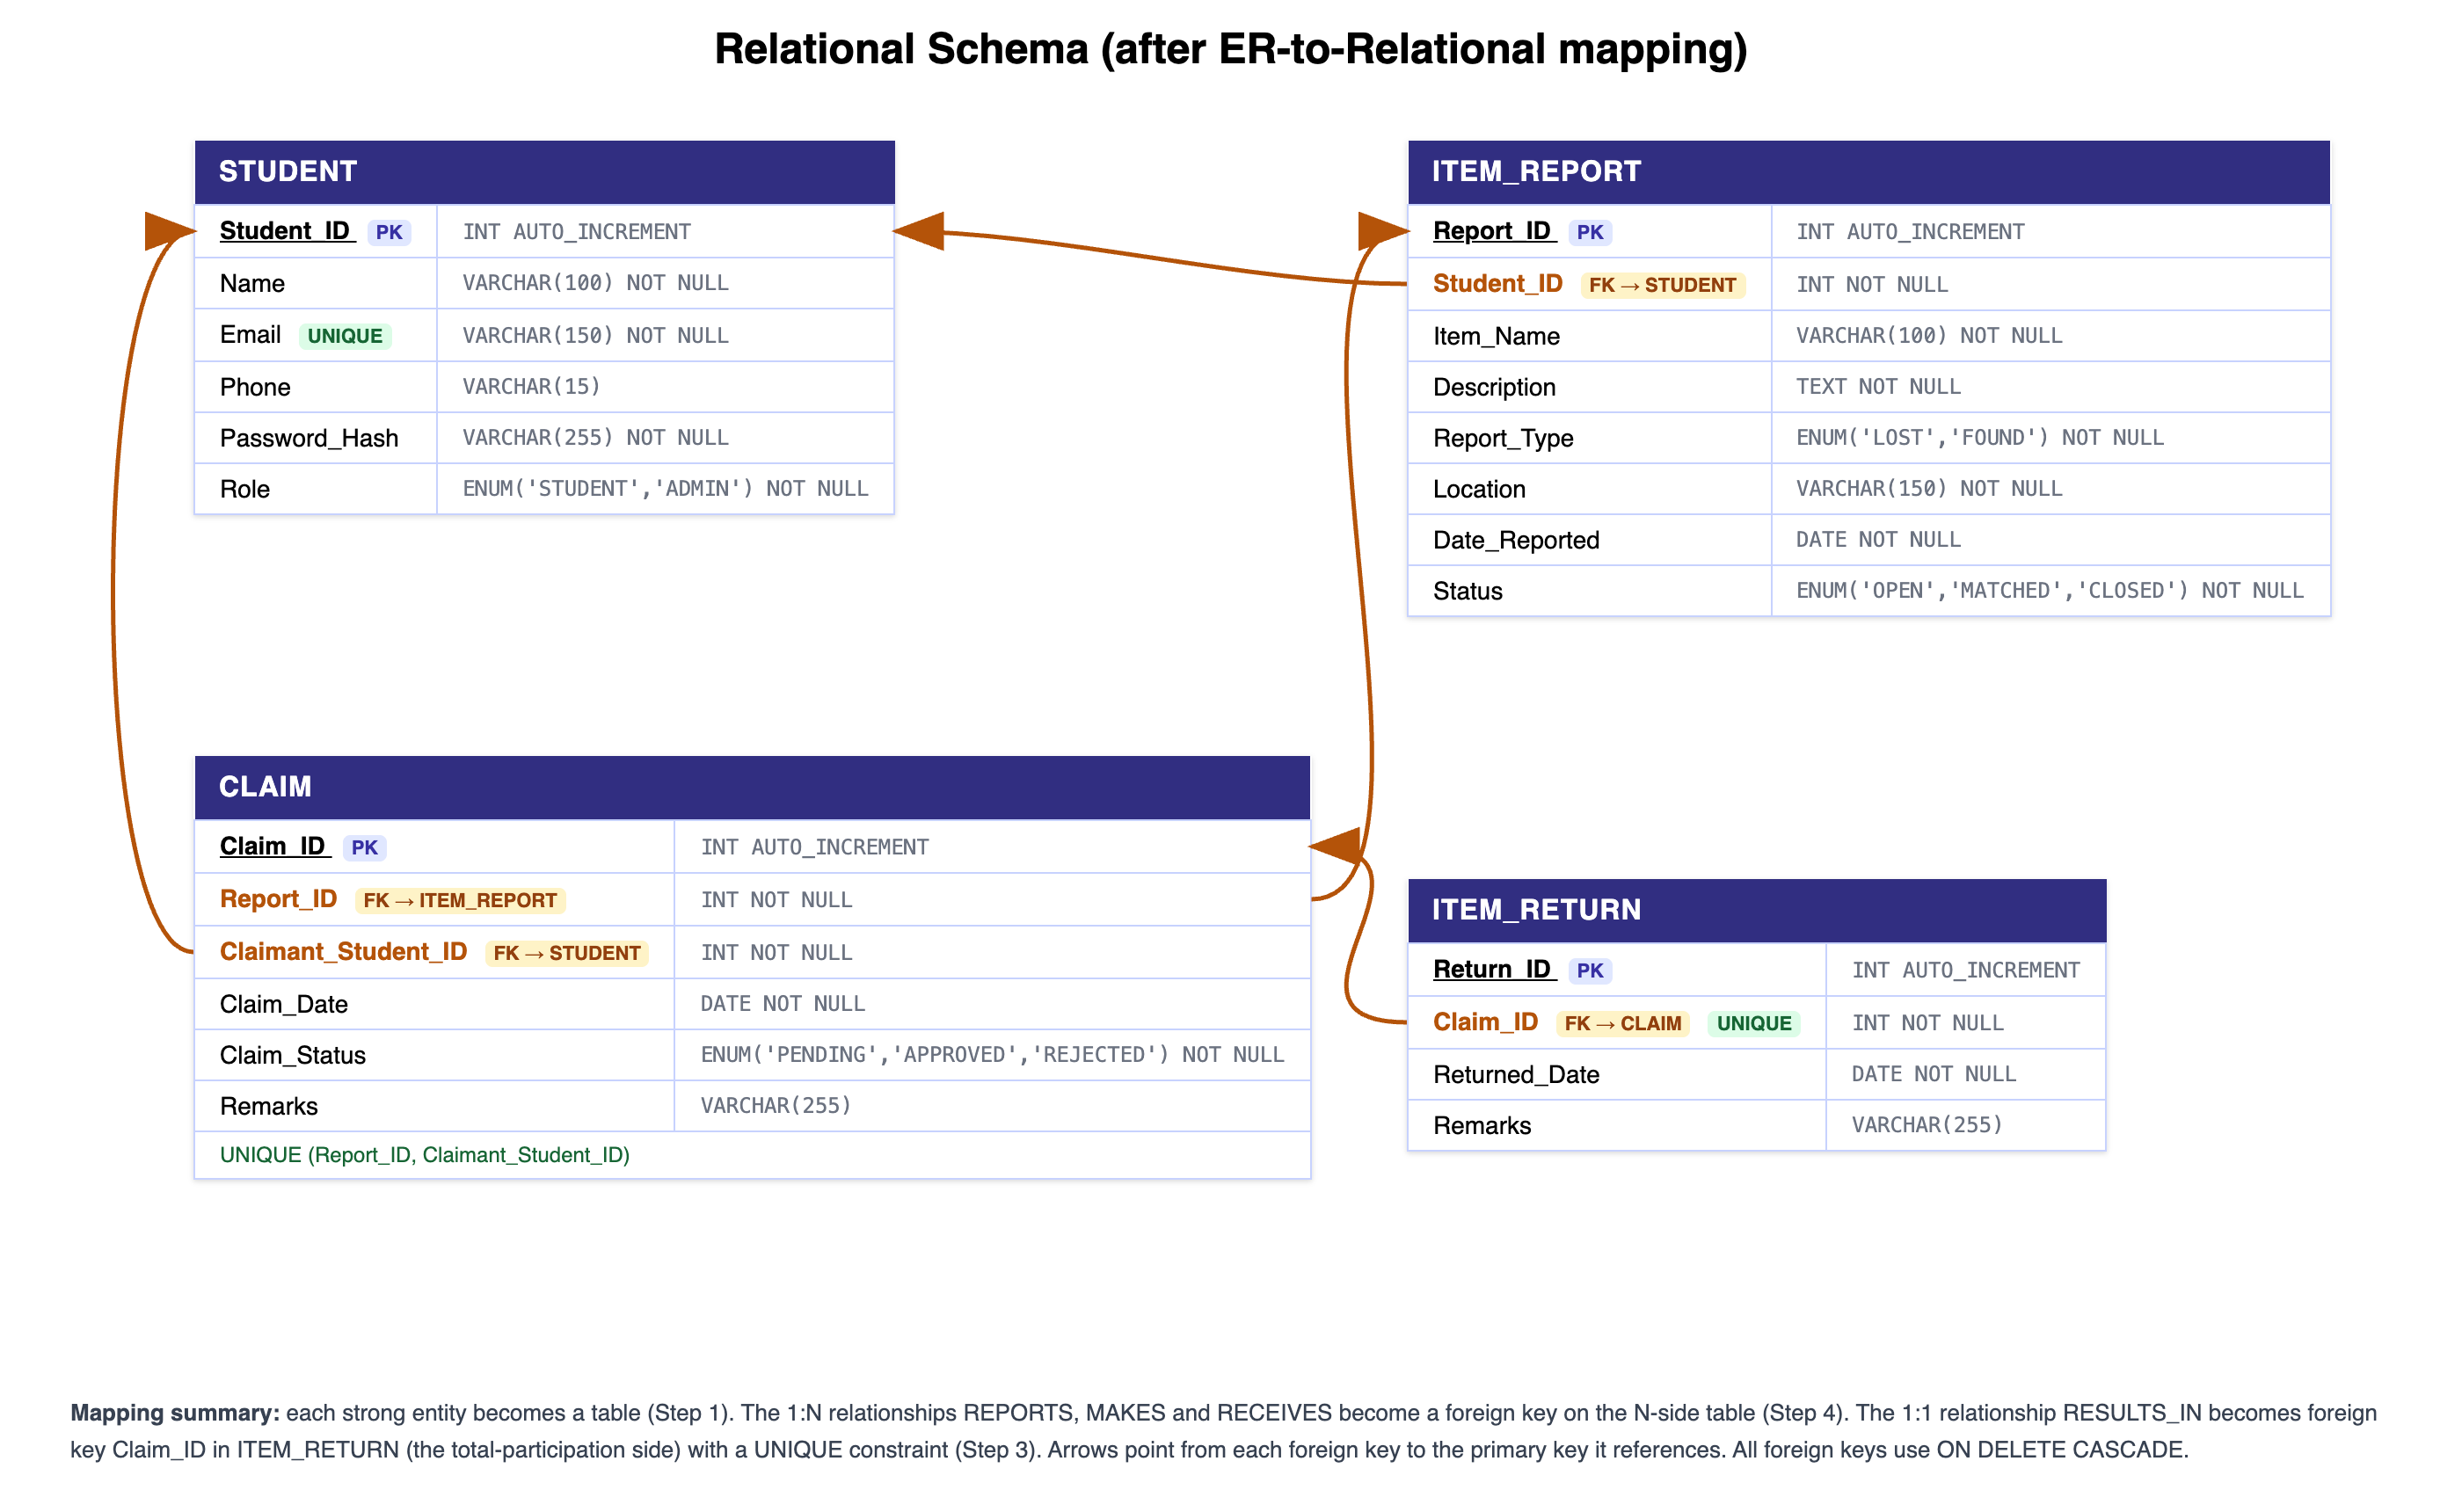 Relational Schema (after ER-to-Relational mapping)
STUDENT
Student_ID PK INT AUTO_INCREMENT
Name VARCHAR(100) NOT NULL
Email UNIQUE VARCHAR(150) NOT NULL
Phone VARCHAR(15)
Password_Hash VARCHAR(255) NOT NULL
Role ENUM('STUDENT','ADMIN') NOT NULL
ITEM_REPORT
Report_ID PK INT AUTO_INCREMENT
Student_ID FK → STUDENT INT NOT NULL
Item_Name VARCHAR(100) NOT NULL
Description TEXT NOT NULL
Report_Type ENUM('LOST','FOUND') NOT NULL
Location VARCHAR(150) NOT NULL
Date_Reported DATE NOT NULL
Status ENUM('OPEN','MATCHED','CLOSED') NOT NULL
CLAIM
Claim_ID PK INT AUTO_INCREMENT
Report_ID FK → ITEM_REPORT INT NOT NULL
Claimant_Student_ID FK → STUDENT INT NOT NULL
Claim_Date DATE NOT NULL
Claim_Status ENUM('PENDING','APPROVED','REJECTED') NOT NULL
Remarks VARCHAR(255)
UNIQUE (Report_ID, Claimant_Student_ID)
ITEM_RETURN
Return_ID PK INT AUTO_INCREMENT
Claim_ID FK → CLAIM UNIQUE INT NOT NULL
Returned_Date DATE NOT NULL
Remarks VARCHAR(255)
Mapping summary: each strong entity becomes a table (Step 1). The 1:N relationships REPORTS, MAKES and RECEIVES become a foreign key on the N-side table (Step 4). The 1:1 relationship RESULTS_IN becomes foreign
key Claim_ID in ITEM_RETURN (the total-participation side) with a UNIQUE constraint (Step 3). Arrows point from each foreign key to the primary key it references. All foreign keys use ON DELETE CASCADE.